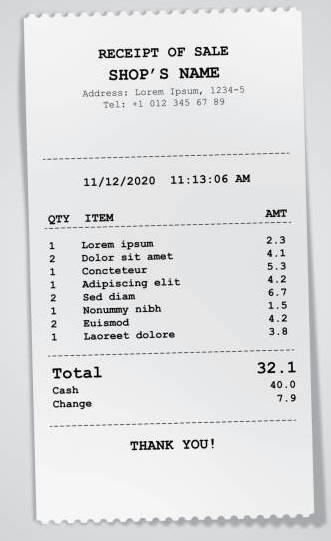 RECEIPT OF SALE
SHOP'S NAME
Address: Lorem Ipsum, 1234-5
Tel: +1 012 345 67 89
11/12/2020 11:13:06 AM
QTY ITEM AMT
1 Lorem ipsum 2.3
2 Dolor sit amet 4.1
1 Concteteur 5.3
1 Adipiscing elit 4.2
2 Sed diam 6.7
1 Nonummy nibh 1.5
2 Euismod 4.2
1 Laoreet dolore 3.8
Total 32.1
Cash 40.0
Change 7.9
THANK YOU!